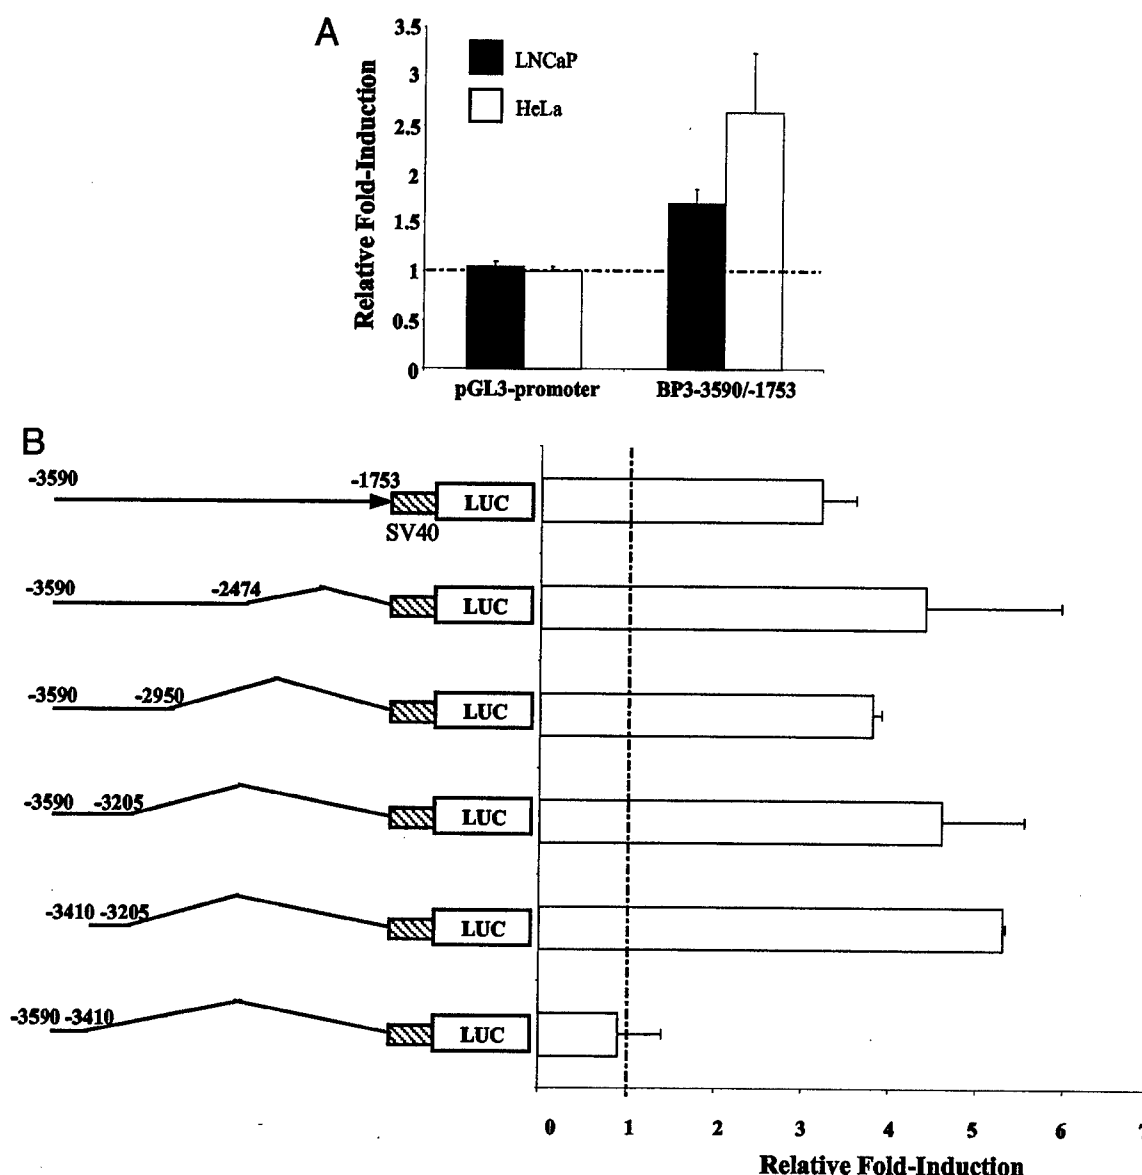 A
3.5
3
2.5
2
1.5
1
0.5
0
Relative Fold-Induction
LNCaP
HeLa
pGL3-promoter BP3-3590/-1753
B
-3590 -1753
LUC
SV40
-3590 -2474
LUC
-3590 -2950
LUC
-3590 -3205
LUC
-3410 -3205
LUC
-3590 -3410
LUC
0 1 2 3 4 5 6
Relative Fold-Induction